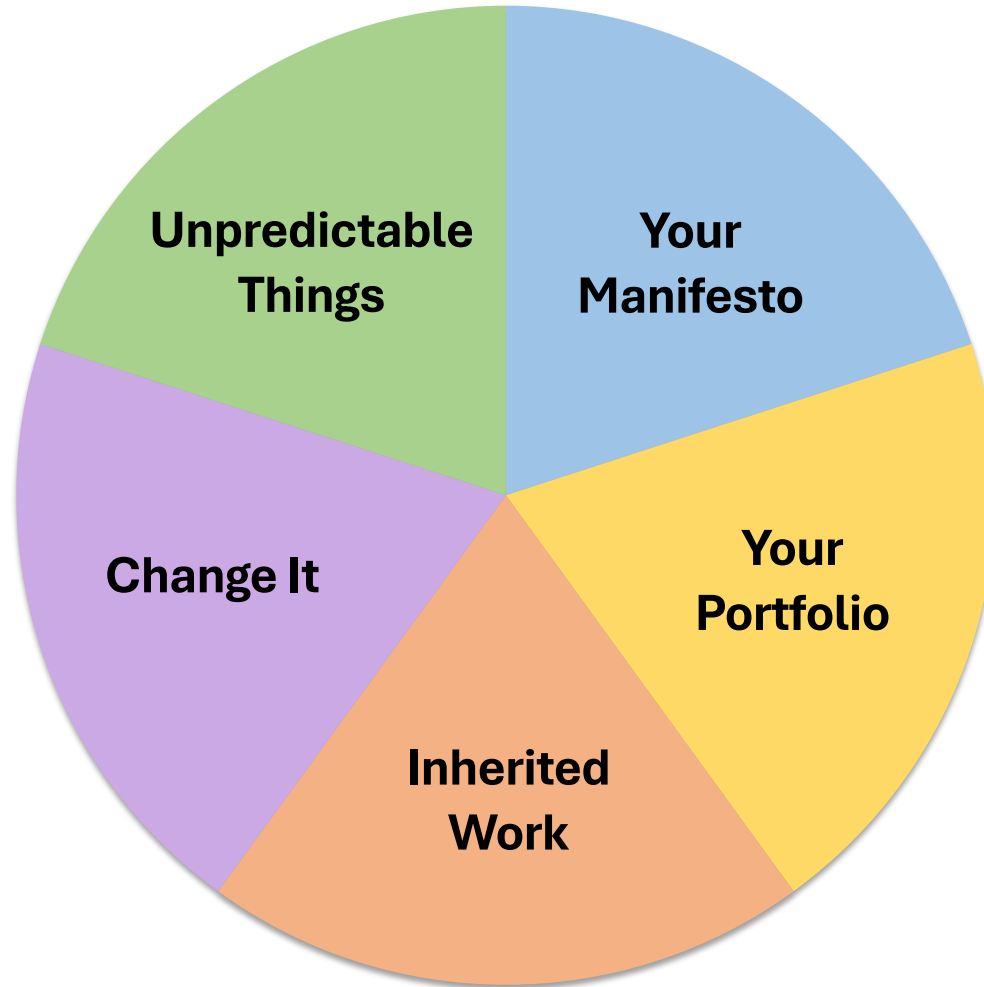 Unpredictable
Things
Your
Manifesto
Your
Portfolio
Inherited
Work
Change It